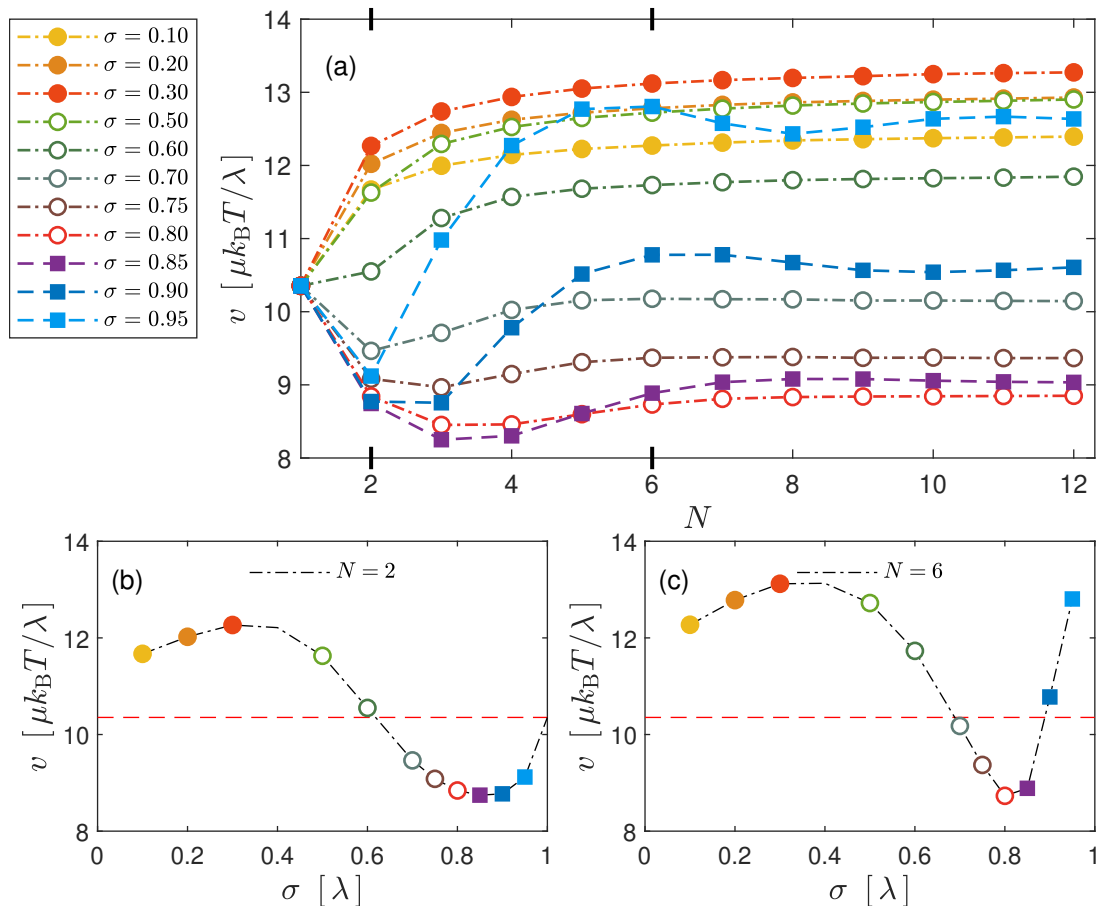 σ = 0.10
σ = 0.20
σ = 0.30
σ = 0.50
σ = 0.60
σ = 0.70
σ = 0.75
σ = 0.80
σ = 0.85
σ = 0.90
σ = 0.95
(a)
14
13
12
11
10
9
8
v [μk_BT/λ]
2 4 6 8 10 12
N
(b)
N = 2
14
12
10
8
v [μk_BT/λ]
0 0.2 0.4 0.6 0.8 1
σ [λ]
(c)
N = 6
14
12
10
8
v [μk_BT/λ]
0 0.2 0.4 0.6 0.8 1
σ [λ]